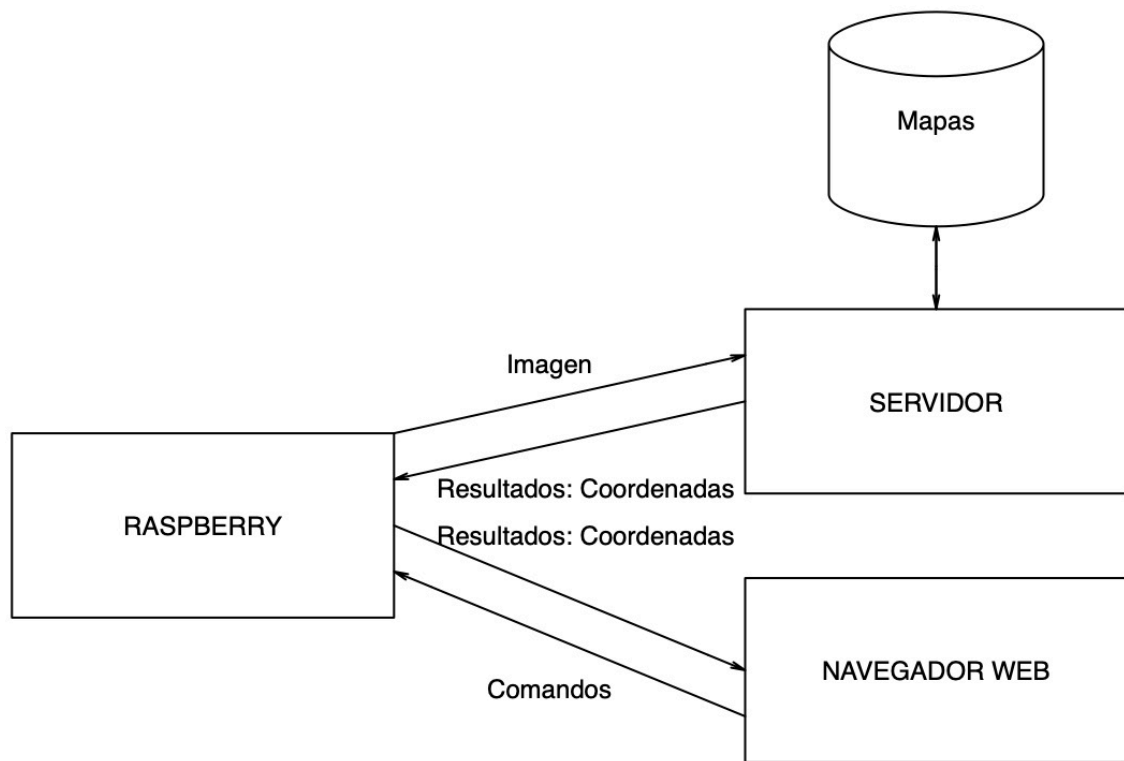 Mapas
Imagen
SERVIDOR
Resultados: Coordenadas
RASPBERRY
Resultados: Coordenadas
NAVEGADOR WEB
Comandos